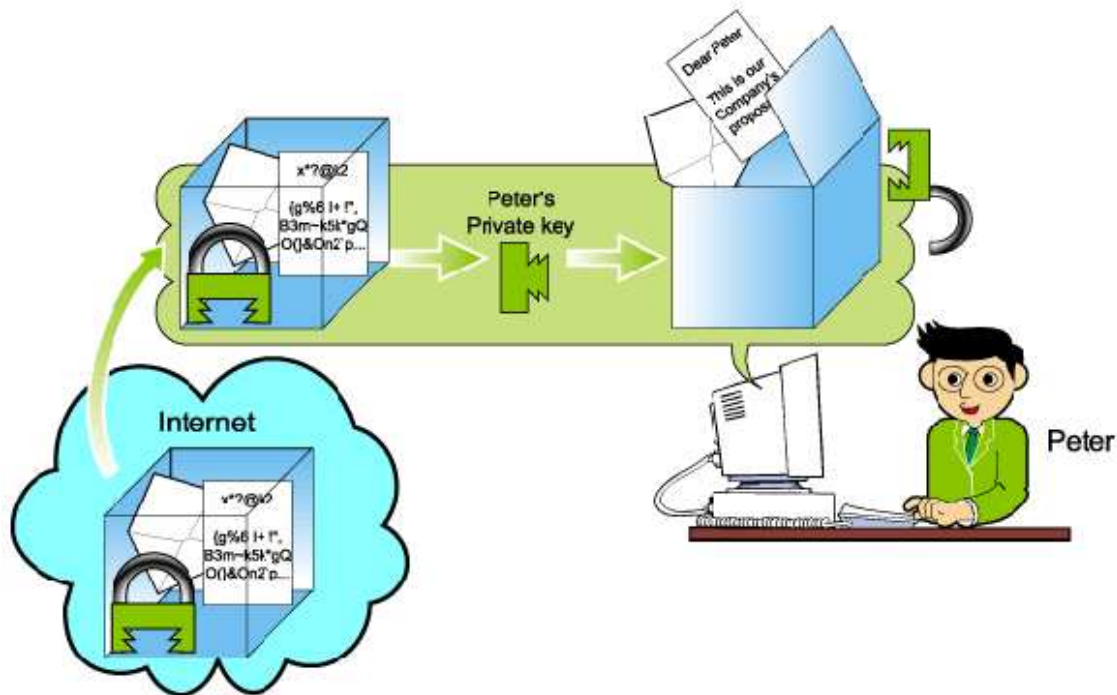 Dear Peter
This is our
Company's
propos
x*?@k2
{g%6 I+ !",
B3m~k5k*gQ
O(}&On2`p...
Peter's
Private key
Internet
x*?@k2
{g%6 I+ !",
B3m~k5k*gQ
O(}&On2`p...
Peter